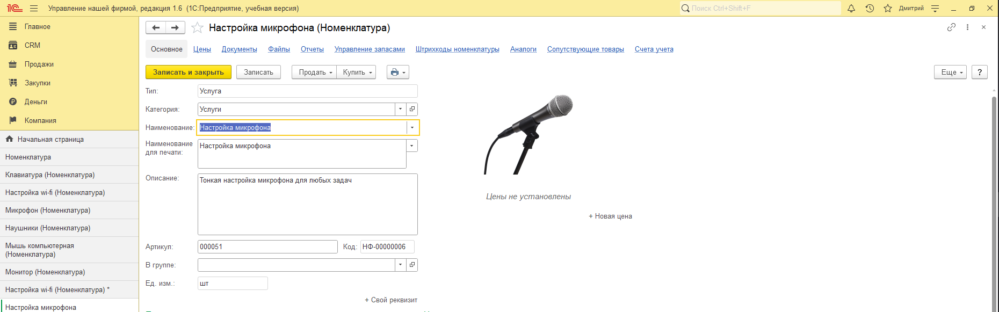 1С Управление нашей фирмой, редакция 1.6 (1С:Предприятие, учебная версия) Поиск Ctrl+Shift+F Дмитрий
Главное
CRM
Продажи
Закупки
Деньги
Компания
Начальная страница
Номенклатура
Клавиатура (Номенклатура)
Настройка wi-fi (Номенклатура)
Микрофон (Номенклатура)
Наушники (Номенклатура)
Мышь компьютерная
(Номенклатура)
Монитор (Номенклатура)
Настройка wi-fi (Номенклатура) *
Настройка микрофона
Настройка микрофона (Номенклатура)
Основное Цены Документы Файлы Отчеты Управление запасами Штрихкоды номенклатуры Аналоги Сопутствующие товары Счета учета
Записать и закрыть Записать Продать Купить Еще ?
Тип: Услуга
Категория: Услуги
Наименование: Настройка микрофона
Наименование
для печати: Настройка микрофона
Описание: Тонкая настройка микрофона для любых задач
Артикул: 000051 Код: НФ-00000006
В группе:
Ед. изм.: шт
+ Свой реквизит
Цены не установлены
+ Новая цена